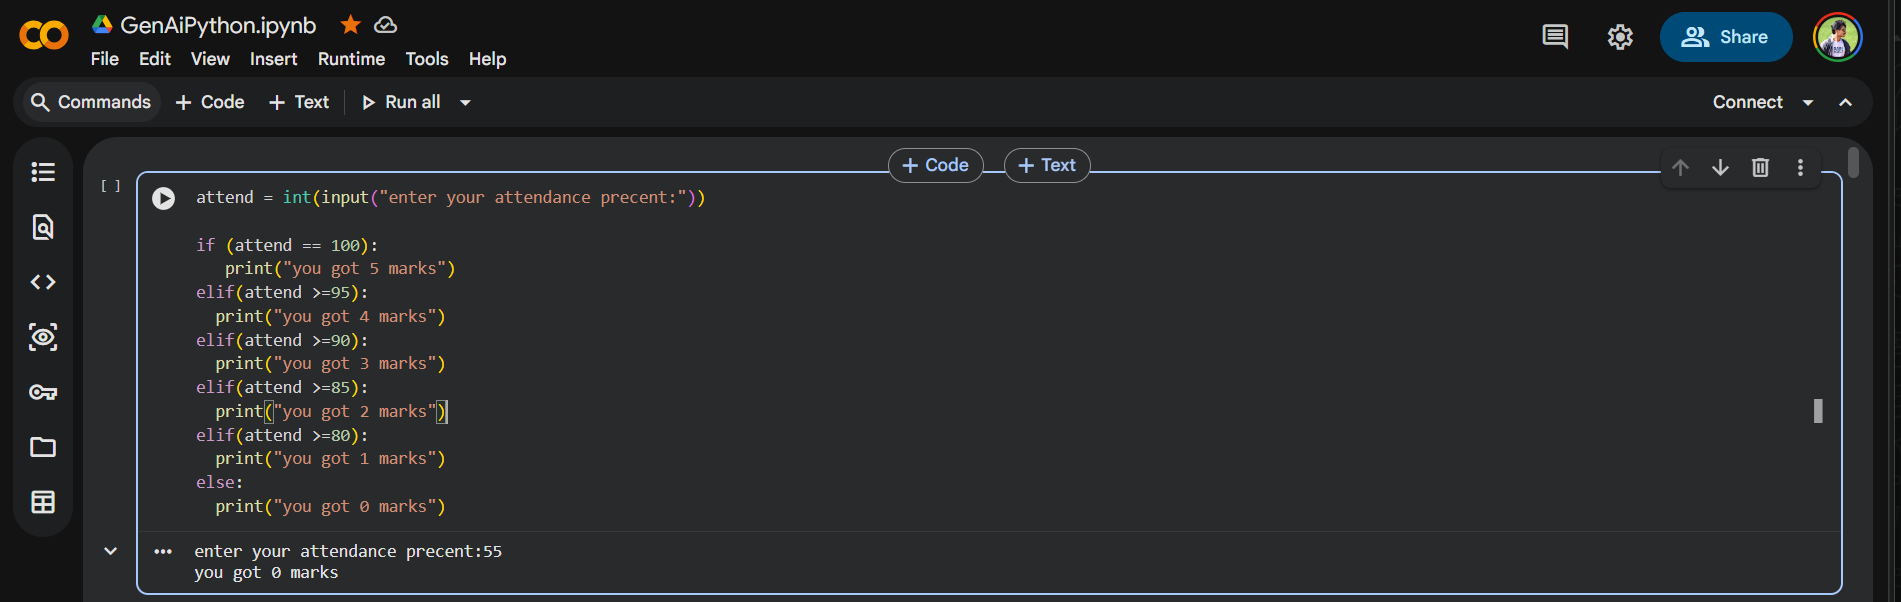 GenAiPython.ipynb
File Edit View Insert Runtime Tools Help
Share
Commands + Code + Text Run all
Connect
+ Code + Text
[ ]
attend = int(input("enter your attendance precent:"))
if (attend == 100):
print("you got 5 marks")
elif(attend >=95):
print("you got 4 marks")
elif(attend >=90):
print("you got 3 marks")
elif(attend >=85):
print("you got 2 marks")
elif(attend >=80):
print("you got 1 marks")
else:
print("you got 0 marks")
enter your attendance precent:55
you got 0 marks